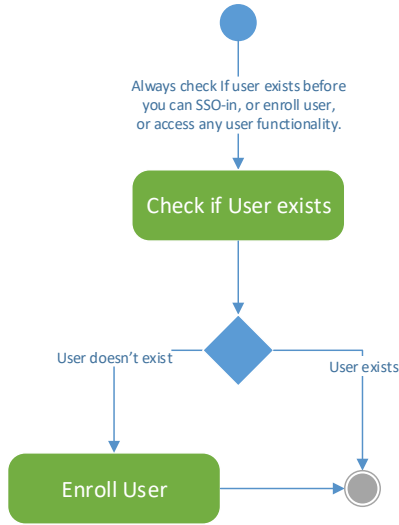 Always check If user exists before
you can SSO-in, or enroll user,
or access any user functionality.
Check if User exists
User doesn’t exist
User exists
Enroll User